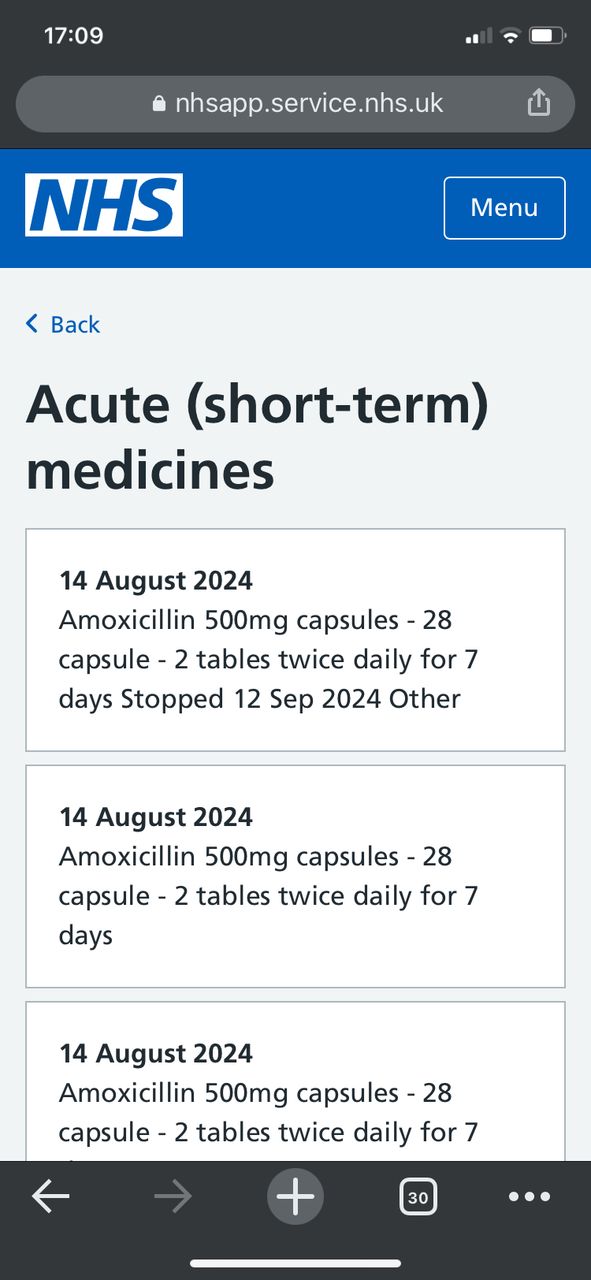 17:09
nhsapp.service.nhs.uk
NHS
Menu
Back
Acute (short-term)
medicines
14 August 2024
Amoxicillin 500mg capsules - 28
capsule - 2 tables twice daily for 7
days Stopped 12 Sep 2024 Other
14 August 2024
Amoxicillin 500mg capsules - 28
capsule - 2 tables twice daily for 7
days
14 August 2024
Amoxicillin 500mg capsules - 28
capsule - 2 tables twice daily for 7
30